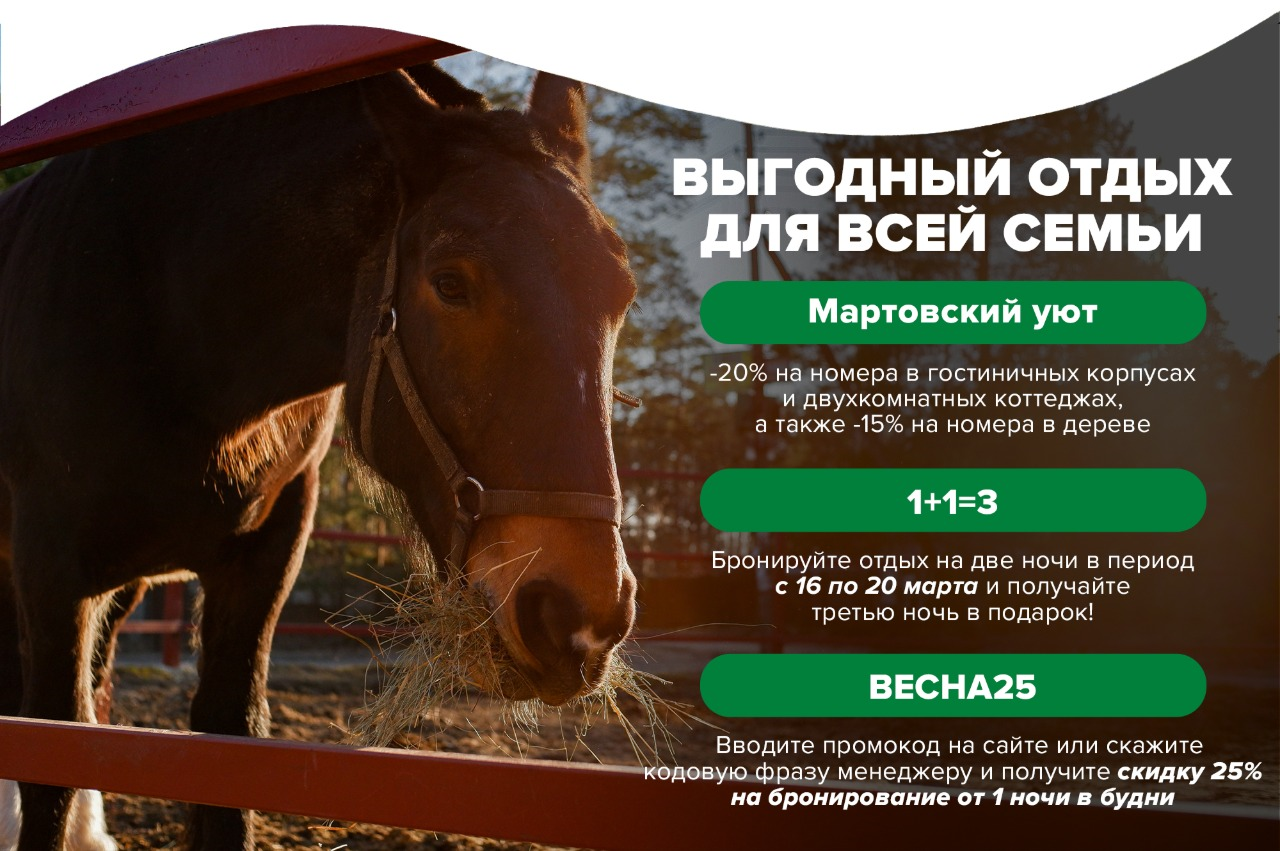 ВЫГОДНЫЙ ОТДЫХ
ДЛЯ ВСЕЙ СЕМЬИ
Мартовский уют
-20% на номера в гостиничных корпусах
и двухкомнатных коттеджах,
а также -15% на номера в дереве
1+1=3
Бронируйте отдых на две ночи в период
с 16 по 20 марта и получайте
третью ночь в подарок!
ВЕСНА25
Вводите промокод на сайте или скажите
кодовую фразу менеджеру и получите скидку 25%
на бронирование от 1 ночи в будни